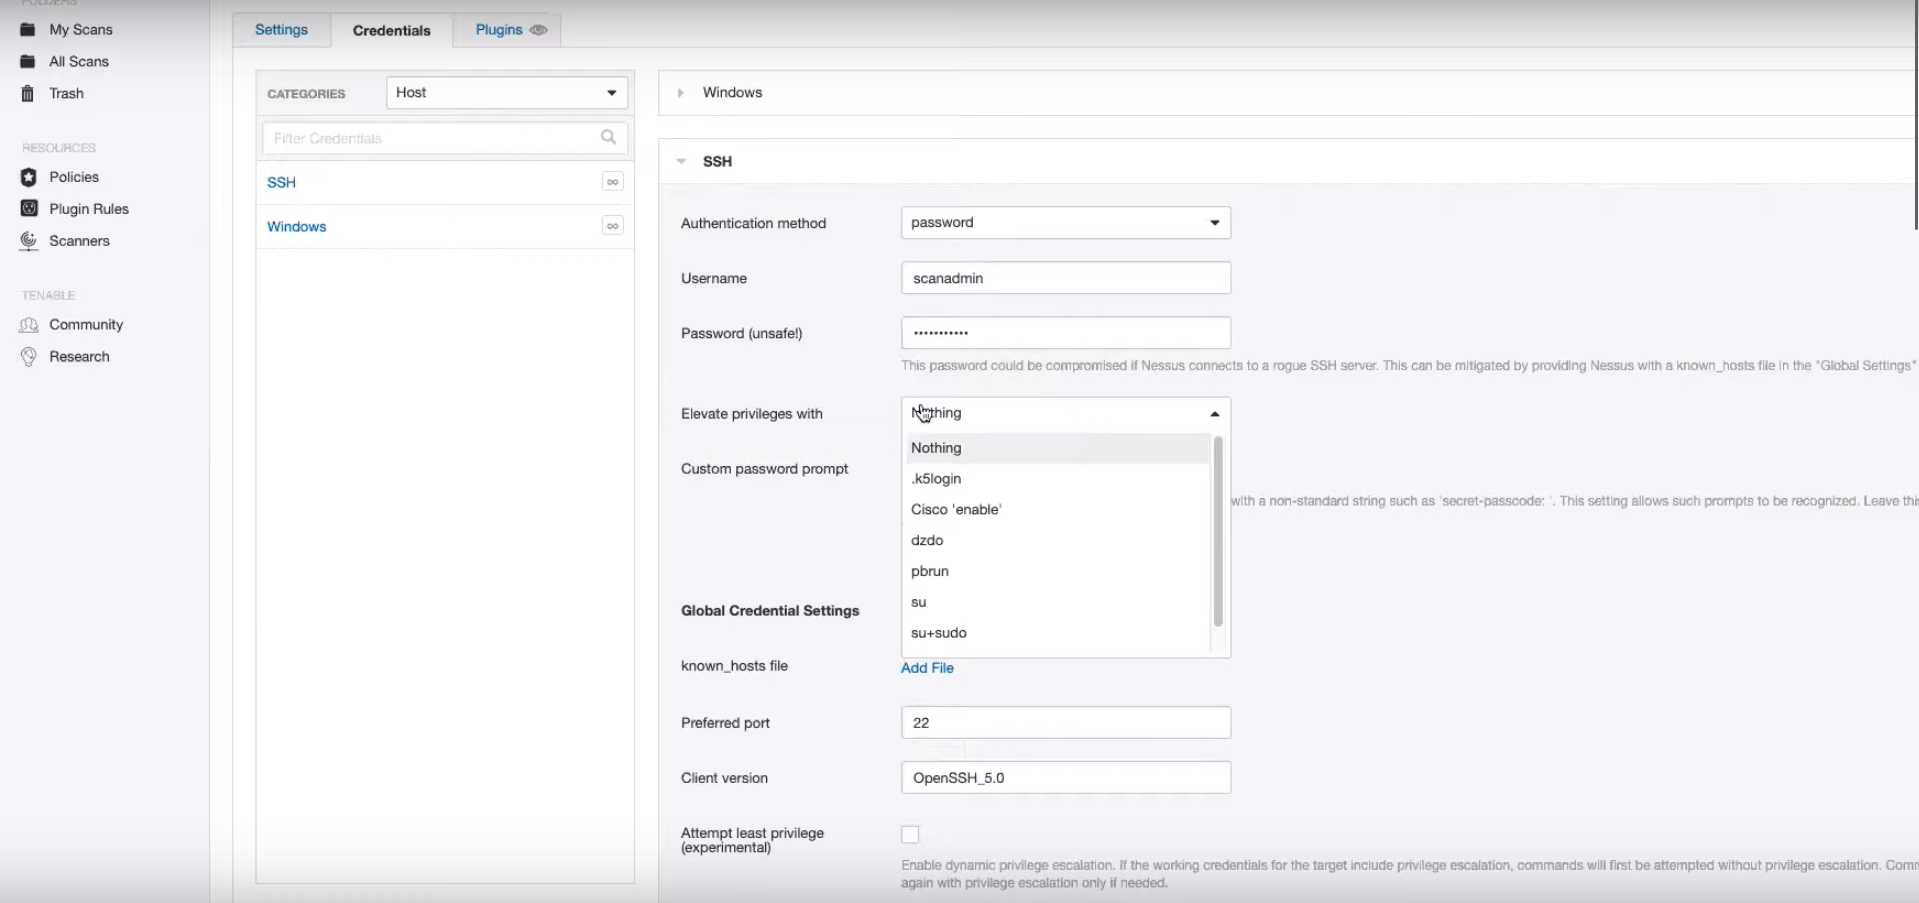 FOLDERS
My Scans
All Scans
Trash
RESOURCES
Policies
Plugin Rules
Scanners
TENABLE
Community
Research
Settings
Credentials
Plugins
CATEGORIES
Host
Filter Credentials
SSH
Windows
Windows
SSH
Authentication method
password
Username
scanadmin
Password (unsafe!)
•••••••••••
This password could be compromised if Nessus connects to a rogue SSH server. This can be mitigated by providing Nessus with a known_hosts file in the "Global Settings"
Elevate privileges with
Nothing
Nothing
.k5login
Cisco 'enable'
dzdo
pbrun
su
su+sudo
Custom password prompt
with a non-standard string such as 'secret-passcode: '. This setting allows such prompts to be recognized. Leave this
Global Credential Settings
known_hosts file
Add File
Preferred port
22
Client version
OpenSSH_5.0
Attempt least privilege
(experimental)
Enable dynamic privilege escalation. If the working credentials for the target include privilege escalation, commands will first be attempted without privilege escalation. Comm
again with privilege escalation only if needed.